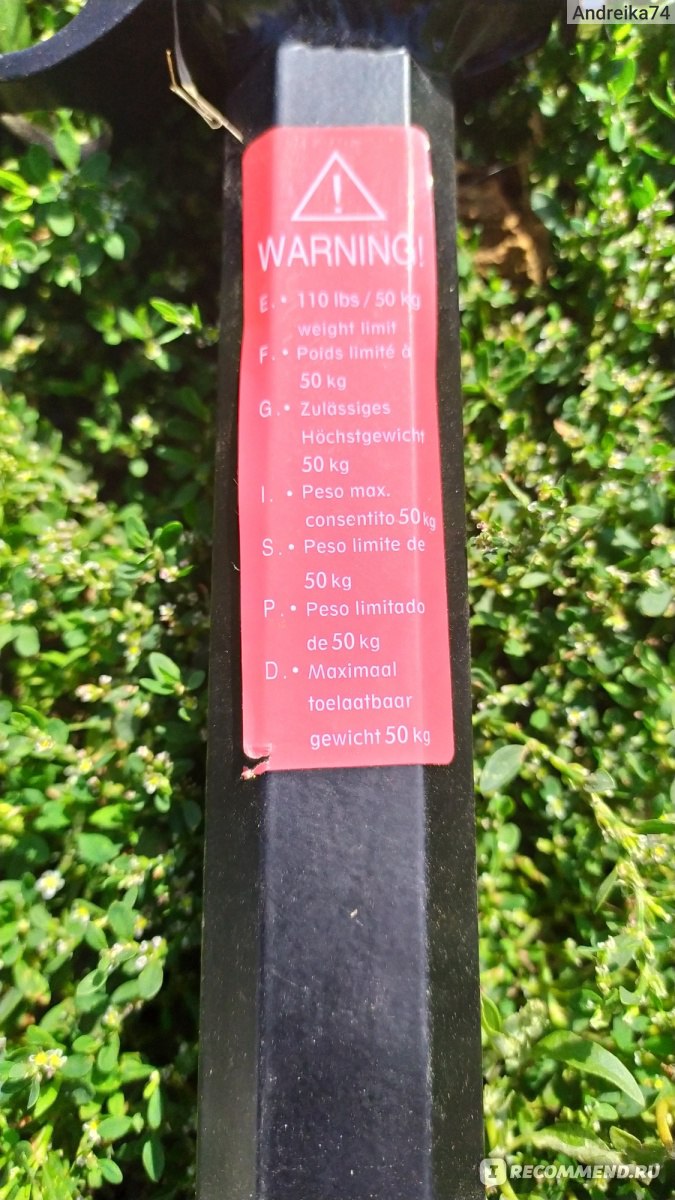 Andreika74
WARNING!
E. • 110 lbs / 50 kg
weight limit
F. • Poids limité à
50 kg
G. • Zulässiges
Höchstgewicht
50 kg
I. • Peso max.
consentito 50 kg
S. • Peso limite de
50 kg
P. • Peso limitado
de 50 kg
D. • Maximaal
toelaatbaar
gewicht 50 kg
IRECOMMEND.RU